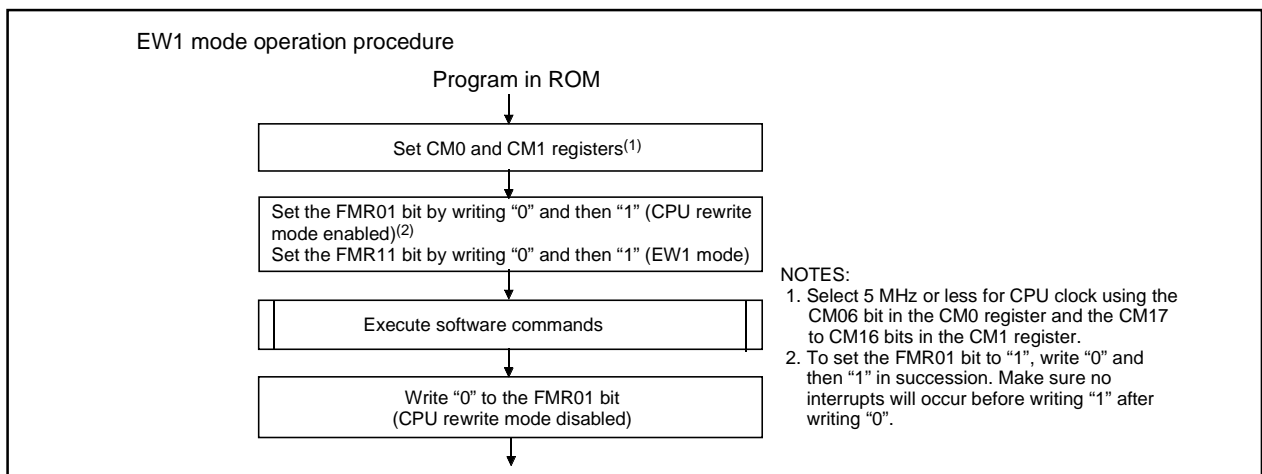 EW1 mode operation procedure
Program in ROM
Set CM0 and CM1 registers(1)
Set the FMR01 bit by writing “0” and then “1” (CPU rewrite
mode enabled)(2)
Set the FMR11 bit by writing “0” and then “1” (EW1 mode)
Execute software commands
Write “0” to the FMR01 bit
(CPU rewrite mode disabled)
NOTES:
1. Select 5 MHz or less for CPU clock using the
CM06 bit in the CM0 register and the CM17
to CM16 bits in the CM1 register.
2. To set the FMR01 bit to “1”, write “0” and
then “1” in succession. Make sure no
interrupts will occur before writing “1” after
writing “0”.